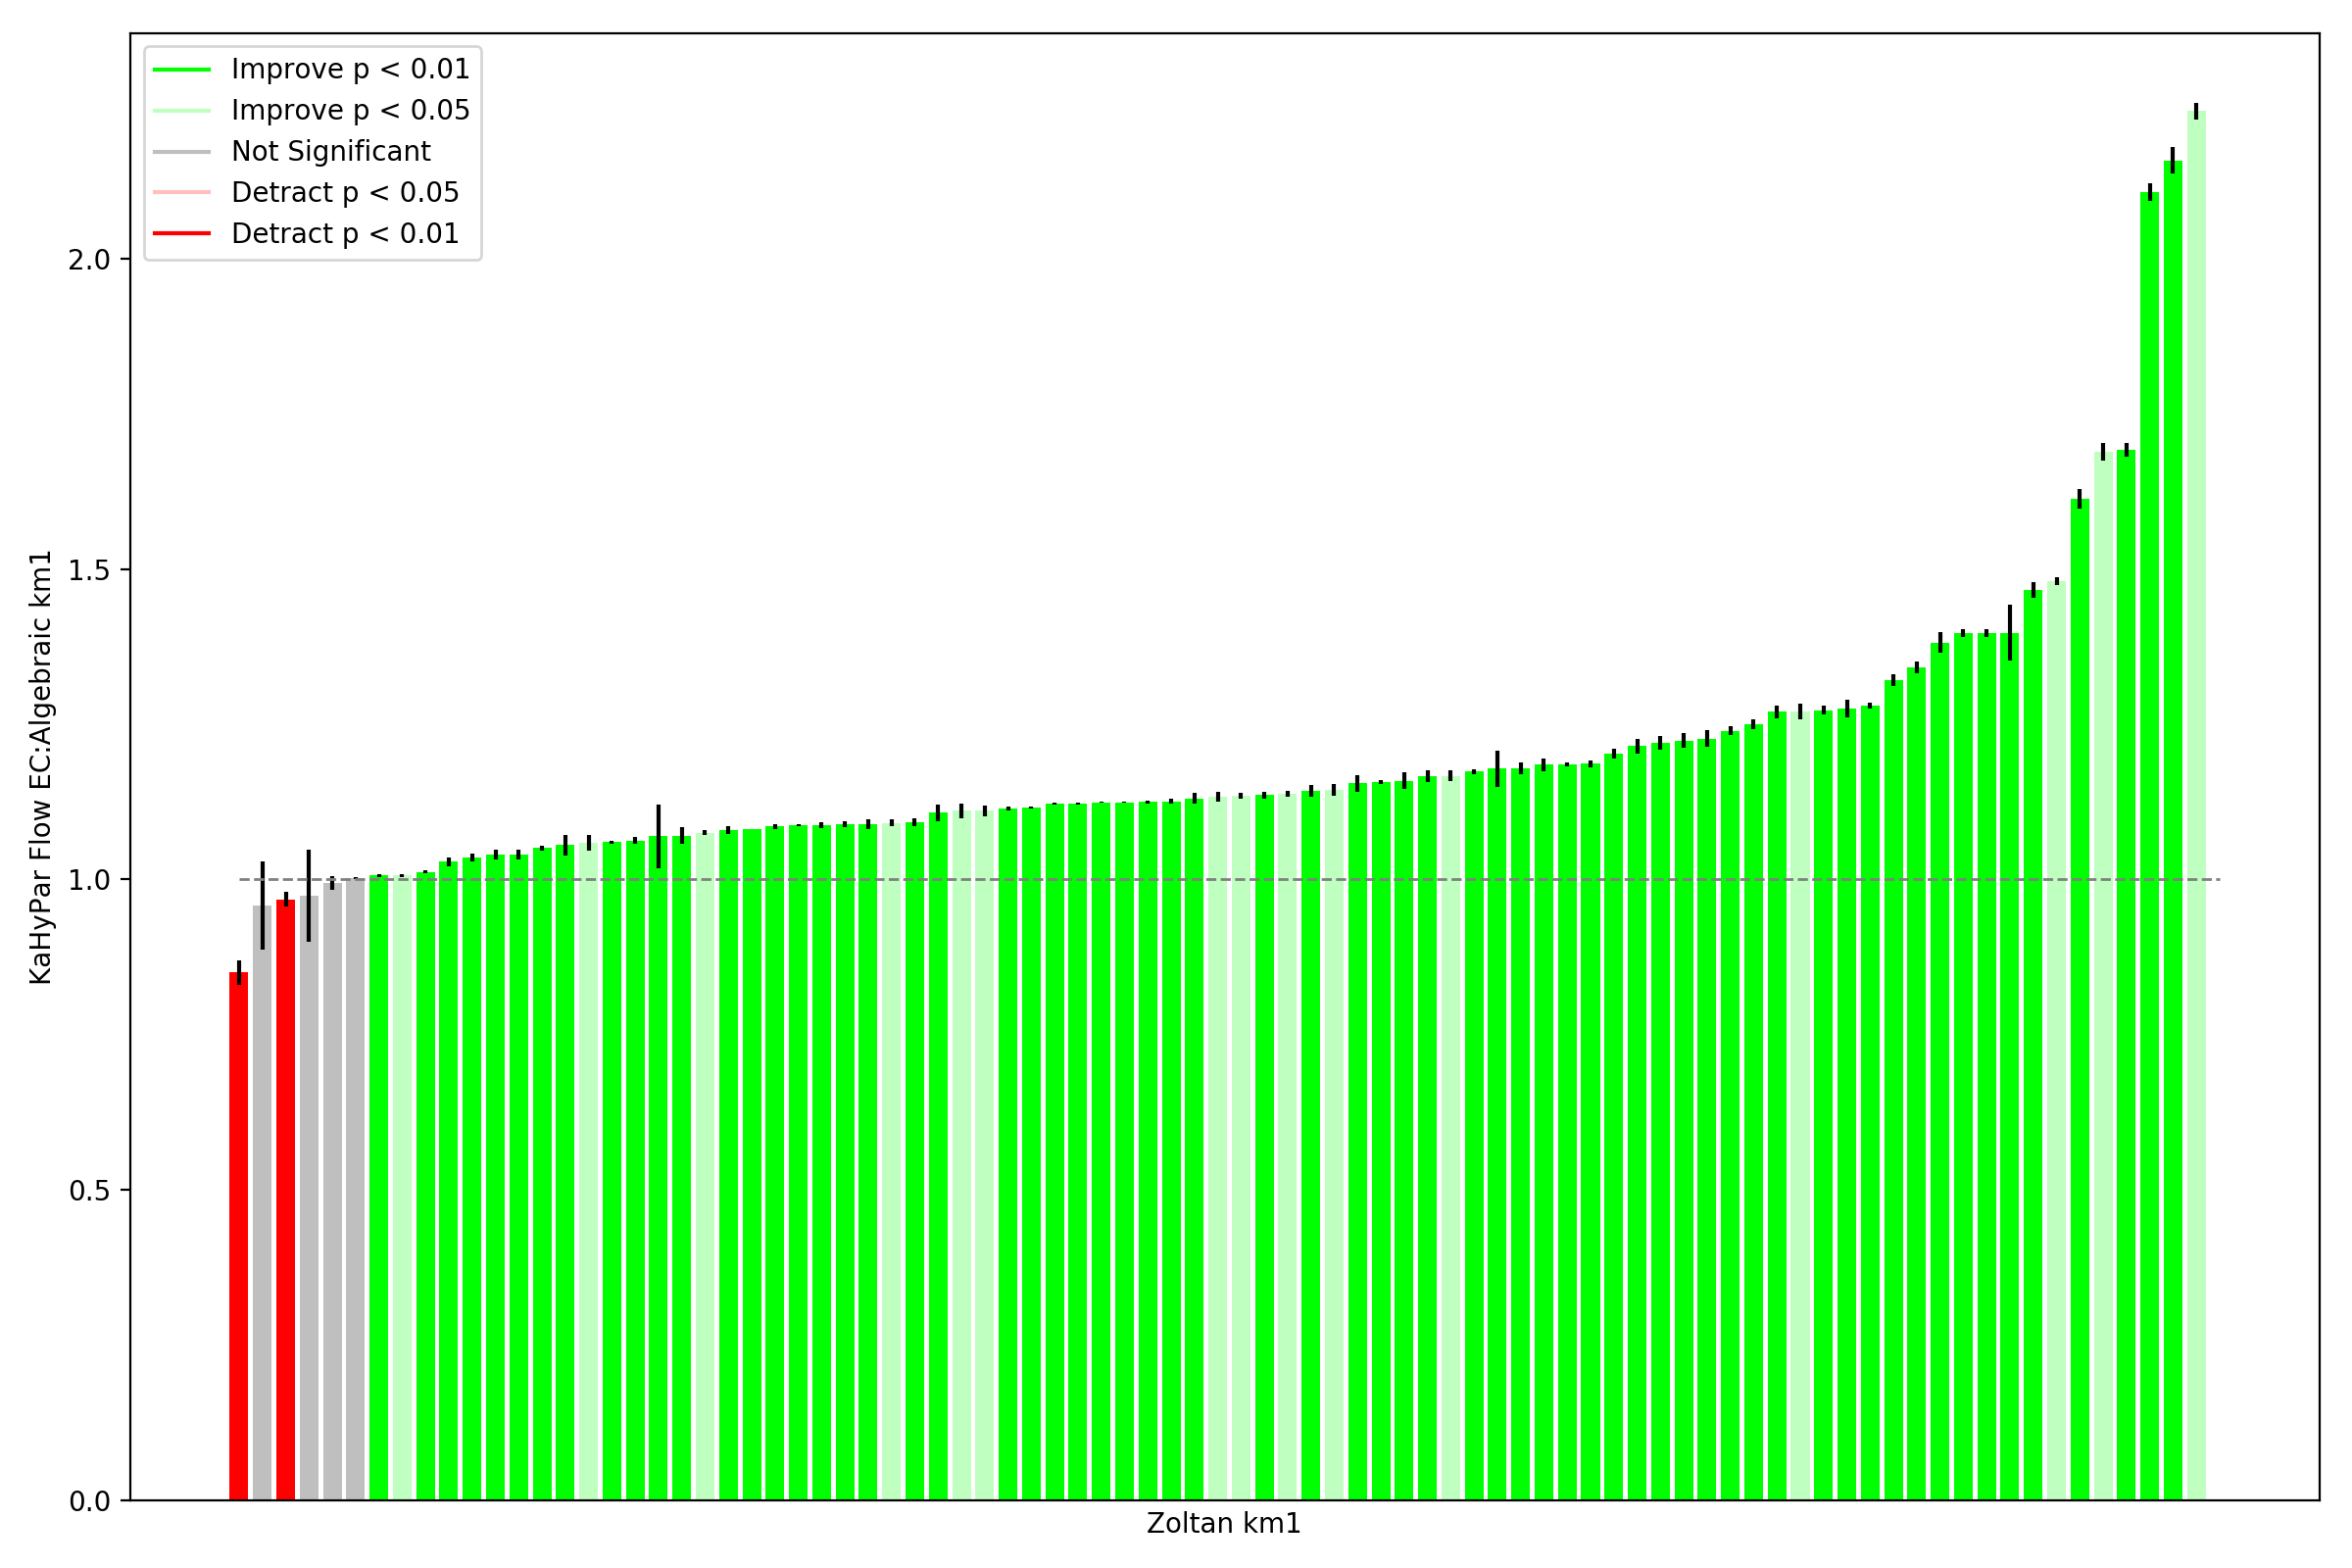 Improve p < 0.01
Improve p < 0.05
Not Significant
Detract p < 0.05
Detract p < 0.01
2.0
1.5
1.0
0.5
0.0
KaHyPar Flow EC:Algebraic km1
Zoltan km1